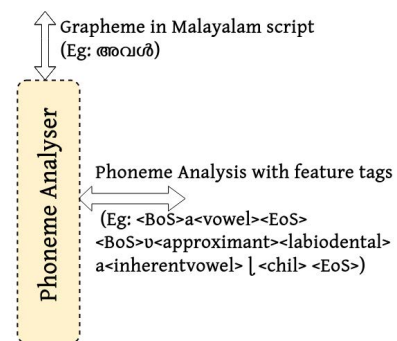 Grapheme in Malayalam script
(Eg: അവൾ)
Phoneme Analyser
Phoneme Analysis with feature tags
(Eg: <BoS>a<vowel><EoS>
<BoS>ʋ<approximant><labiodental>
a<inherentvowel> ɭ <chil> <EoS>)